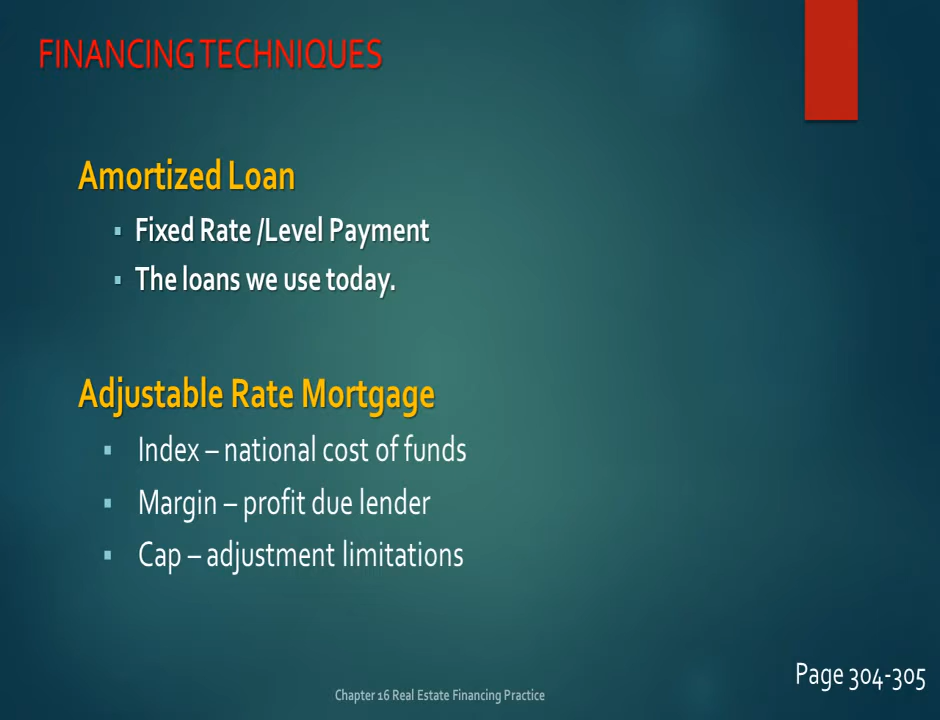 FINANCING TECHNIQUES
Amortized Loan
▪ Fixed Rate /Level Payment
▪ The loans we use today.
Adjustable Rate Mortgage
▪ Index – national cost of funds
▪ Margin – profit due lender
▪ Cap – adjustment limitations
Page 304-305
Chapter 16 Real Estate Financing Practice